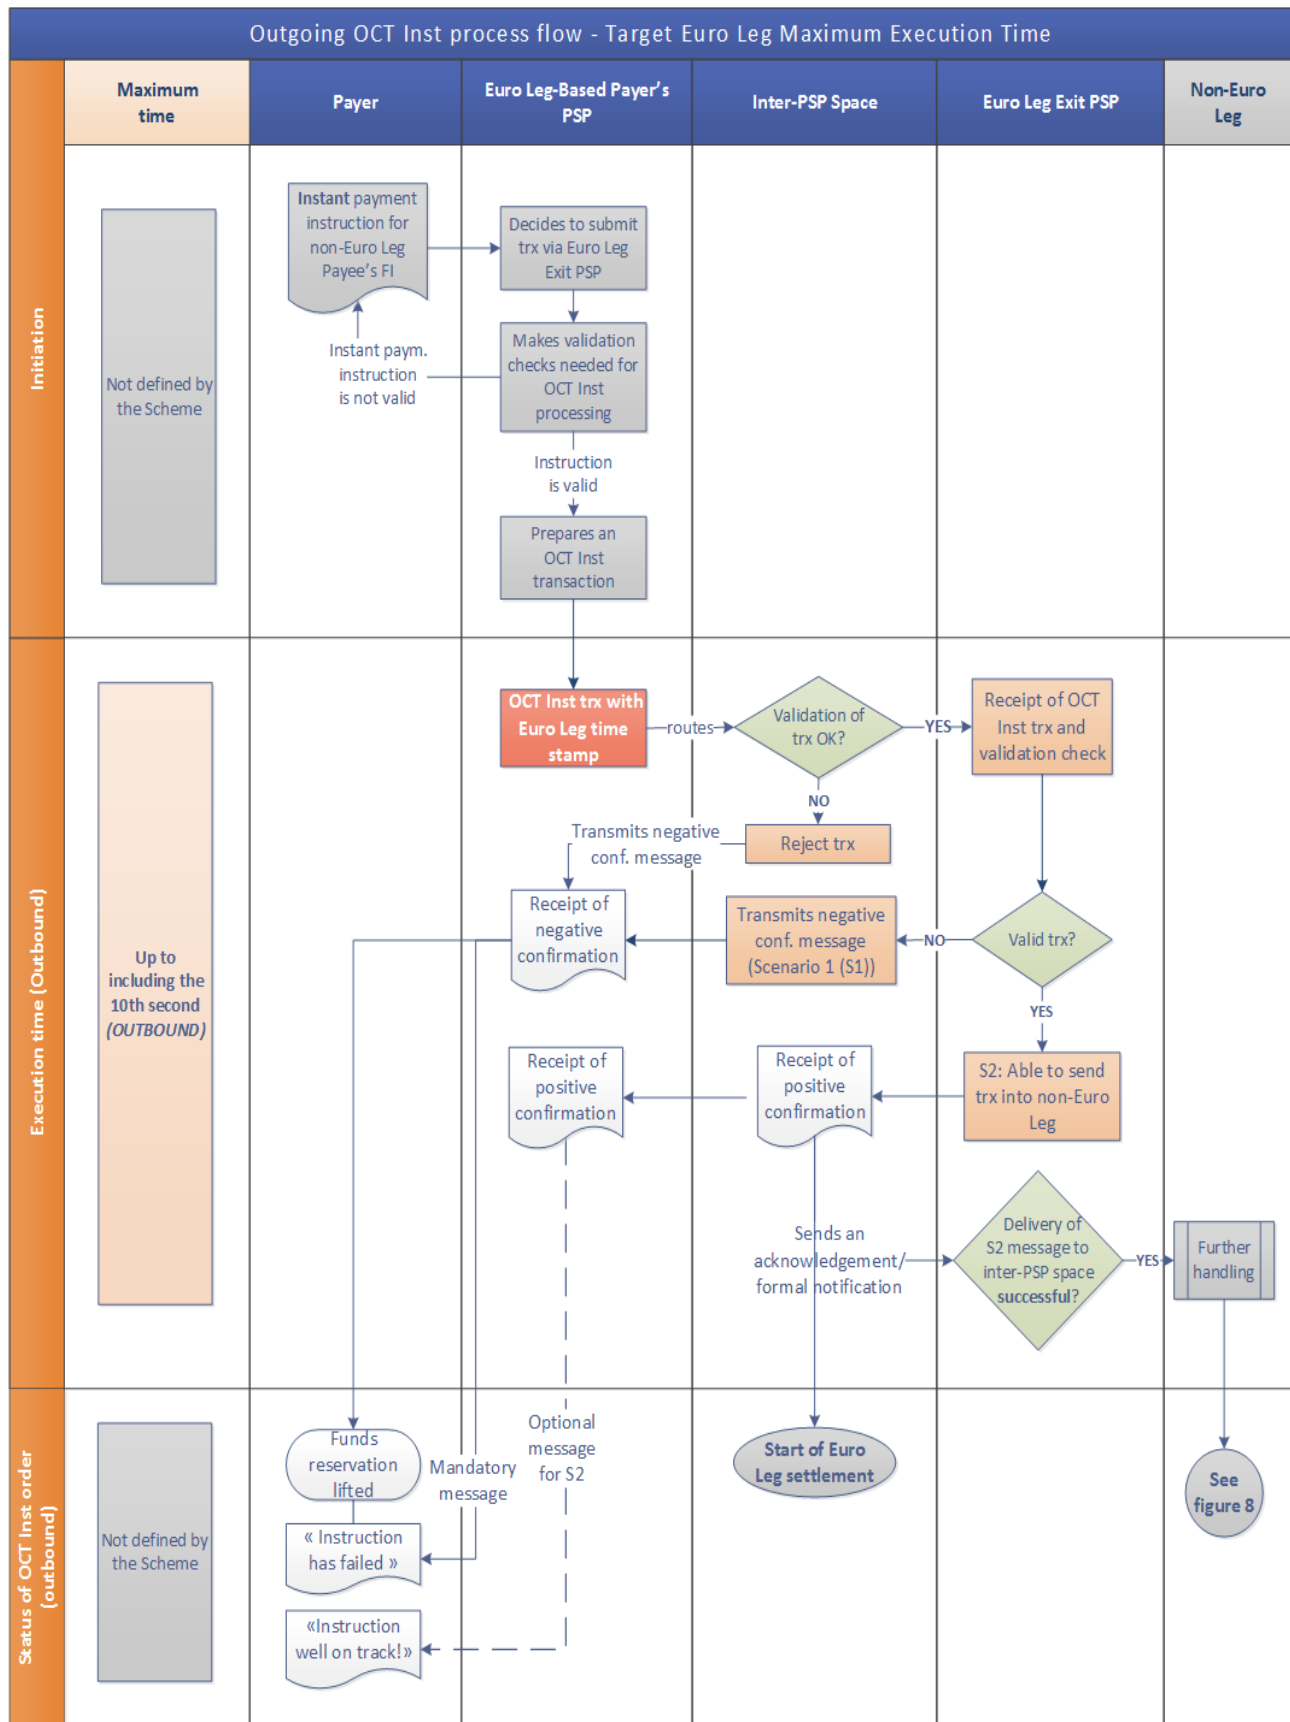 Outgoing OCT Inst process flow - Target Euro Leg Maximum Execution Time
Maximum
time
Payer
Euro Leg-Based Payer's
PSP
Inter-PSP Space
Euro Leg Exit PSP
Non-Euro
Leg
Initiation
Not defined by
the Scheme
Instant payment
instruction for
non-Euro Leg
Payee's FI
Decides to submit
trx via Euro Leg
Exit PSP
Instant paym.
instruction
is not valid
Makes validation
checks needed for
OCT Inst
processing
Instruction
is valid
Prepares an
OCT Inst
transaction
Execution time (Outbound)
Up to
including the
10th second
(OUTBOUND)
OCT Inst trx with
Euro Leg time
stamp
routes
Validation of
trx OK?
YES
Receipt of OCT
Inst trx and
validation check
NO
Reject trx
Transmits negative
conf. message
Receipt of
negative
confirmation
Transmits negative
conf. message
(Scenario 1 (S1))
NO
Valid trx?
YES
Receipt of
positive
confirmation
Receipt of
positive
confirmation
S2: Able to send
trx into non-Euro
Leg
Sends an
acknowledgement/
formal notification
Delivery of
S2 message to
inter-PSP space
successful?
YES
Further
handling
Status of OCT Inst order
(outbound)
Not defined by
the Scheme
Funds
reservation
lifted
Mandatory
message
Optional
message
for S2
Start of Euro
Leg settlement
See
figure 8
« Instruction
has failed »
«Instruction
well on track!»